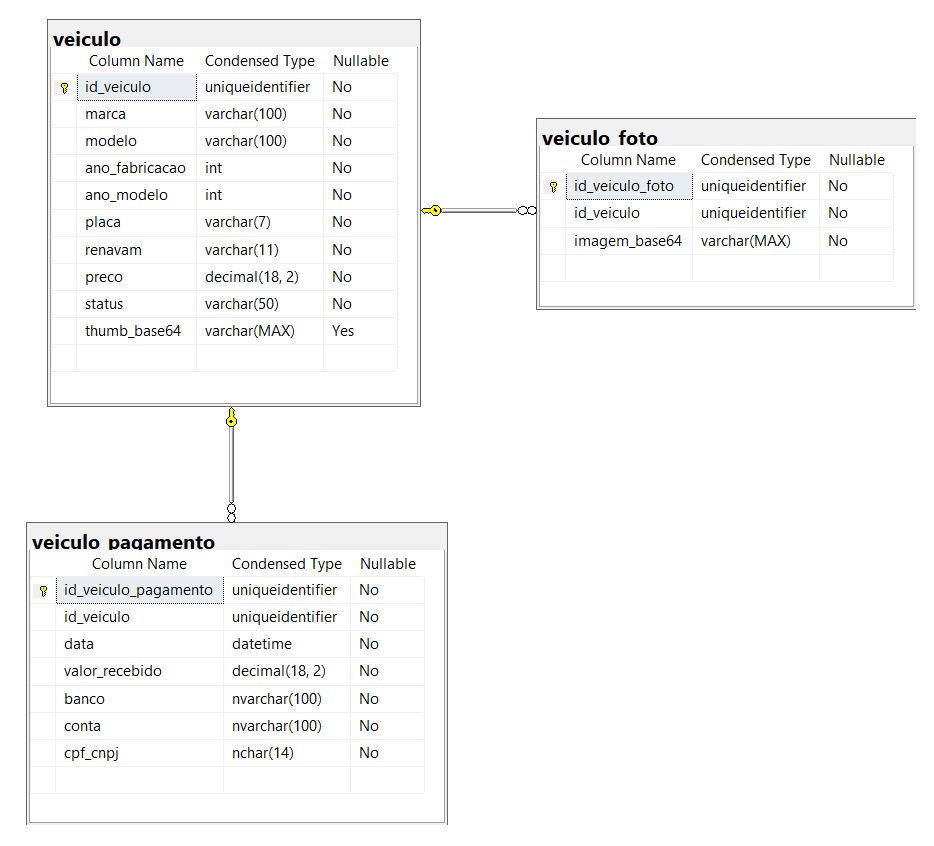 veiculo
Column Name Condensed Type Nullable
id_veiculo uniqueidentifier No
marca varchar(100) No
modelo varchar(100) No
ano_fabricacao int No
ano_modelo int No
placa varchar(7) No
renavam varchar(11) No
preco decimal(18, 2) No
status varchar(50) No
thumb_base64 varchar(MAX) Yes
veiculo_foto
Column Name Condensed Type Nullable
id_veiculo_foto uniqueidentifier No
id_veiculo uniqueidentifier No
imagem_base64 varchar(MAX) No
veiculo_pagamento
Column Name Condensed Type Nullable
id_veiculo_pagamento uniqueidentifier No
id_veiculo uniqueidentifier No
data datetime No
valor_recebido decimal(18, 2) No
banco nvarchar(100) No
conta nvarchar(100) No
cpf_cnpj nchar(14) No